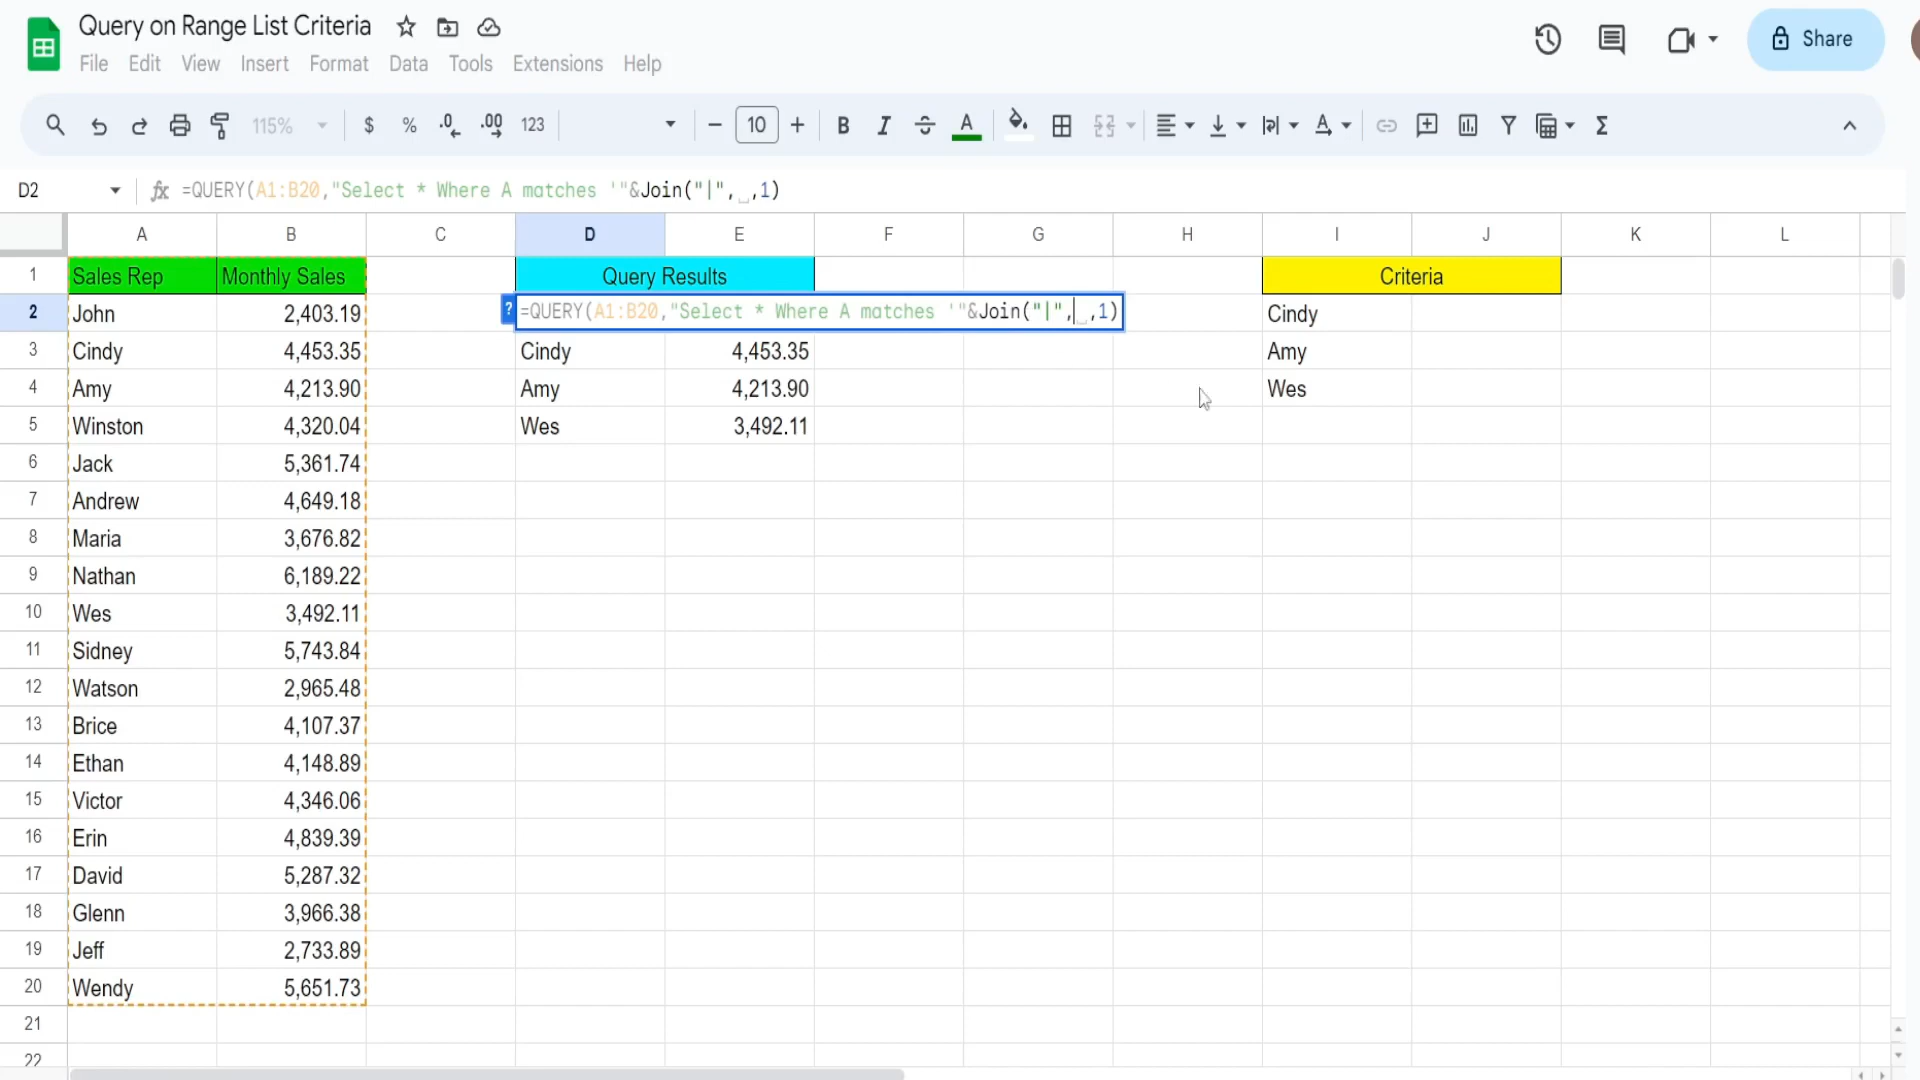 Query on Range List Criteria
File Edit View Insert Format Data Tools Extensions Help
Share
115% $ % .0 .00 123 10 B I A
D2 fx =QUERY(A1:B20,"Select * Where A matches '"&Join("|", ,1)
A B C D E F G H I J K L
1 Sales Rep Monthly Sales Query Results Criteria
2 John 2,403.19 ? =QUERY(A1:B20,"Select * Where A matches '"&Join("|", ,1) Cindy
3 Cindy 4,453.35 Cindy 4,453.35 Amy
4 Amy 4,213.90 Amy 4,213.90 Wes
5 Winston 4,320.04 Wes 3,492.11
6 Jack 5,361.74
7 Andrew 4,649.18
8 Maria 3,676.82
9 Nathan 6,189.22
10 Wes 3,492.11
11 Sidney 5,743.84
12 Watson 2,965.48
13 Brice 4,107.37
14 Ethan 4,148.89
15 Victor 4,346.06
16 Erin 4,839.39
17 David 5,287.32
18 Glenn 3,966.38
19 Jeff 2,733.89
20 Wendy 5,651.73
21
22